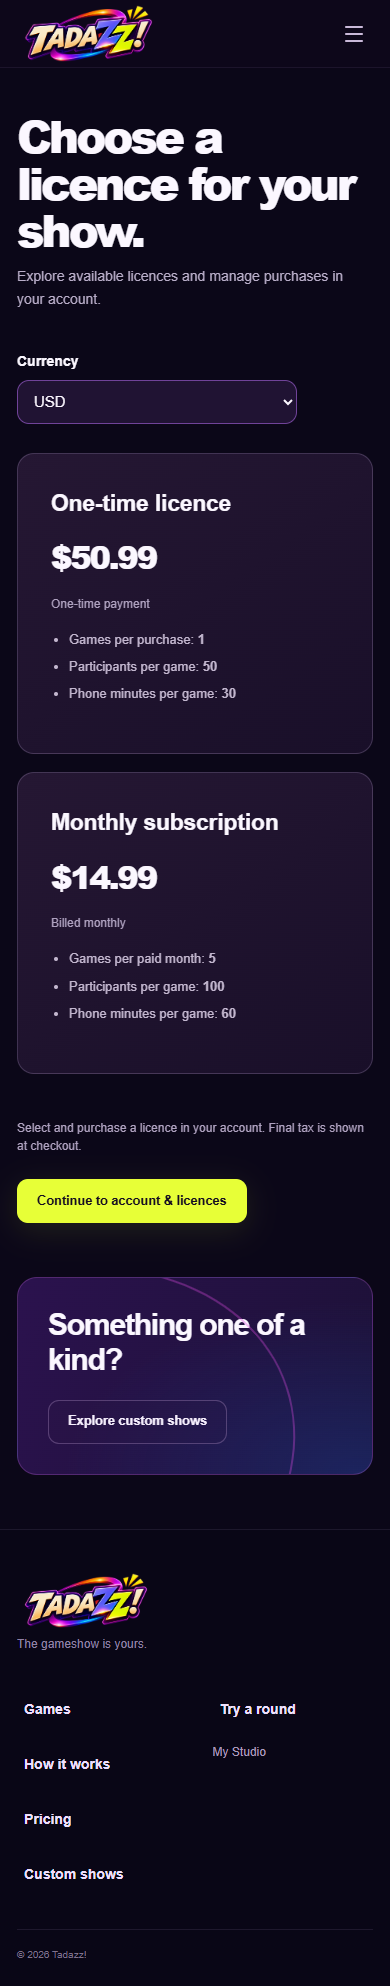 TADAZZ!
Choose a
licence for your
show.
Explore available licences and manage purchases in
your account.
Currency
USD
One-time licence
$50.99
One-time payment
• Games per purchase: 1
• Participants per game: 50
• Phone minutes per game: 30
Monthly subscription
$14.99
Billed monthly
• Games per paid month: 5
• Participants per game: 100
• Phone minutes per game: 60
Select and purchase a licence in your account. Final tax is shown
at checkout.
Continue to account & licences
Something one of a
kind?
Explore custom shows
TADAZZ!
The gameshow is yours.
Games
Try a round
My Studio
How it works
Pricing
Custom shows
© 2026 Tadazz!